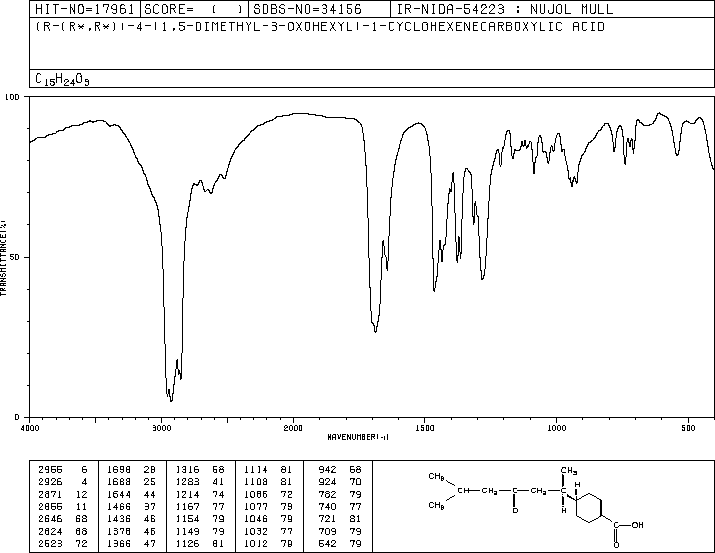 HIT-NO=17961 SCORE= ( ) SDBS-NO=34156 IR-NIDA-54223 : NUJOL MULL
(R-(R*,R*))-4-(1,5-DIMETHYL-3-OXOHEXYL)-1-CYCLOHEXENECARBOXYLIC ACID
C15H24O3
100
TRANSMITTANCE(%)
50
0
4000 3000 2000 1500 1000 500
WAVENUMBER(-1)
2955 6 1698 28 1316 58 1114 81 942 68
2926 4 1688 25 1283 41 1108 81 924 70
2871 12 1644 44 1214 74 1086 72 782 79
2855 11 1466 37 1167 77 1077 79 740 77
2646 68 1436 46 1154 79 1046 79 721 81
2624 66 1378 46 1149 79 1032 77 709 79
2523 72 1366 47 1126 81 1012 79 542 79
CH3 CH3
H
CH CH2 C CH2 C
CH3 O H
C OH
O